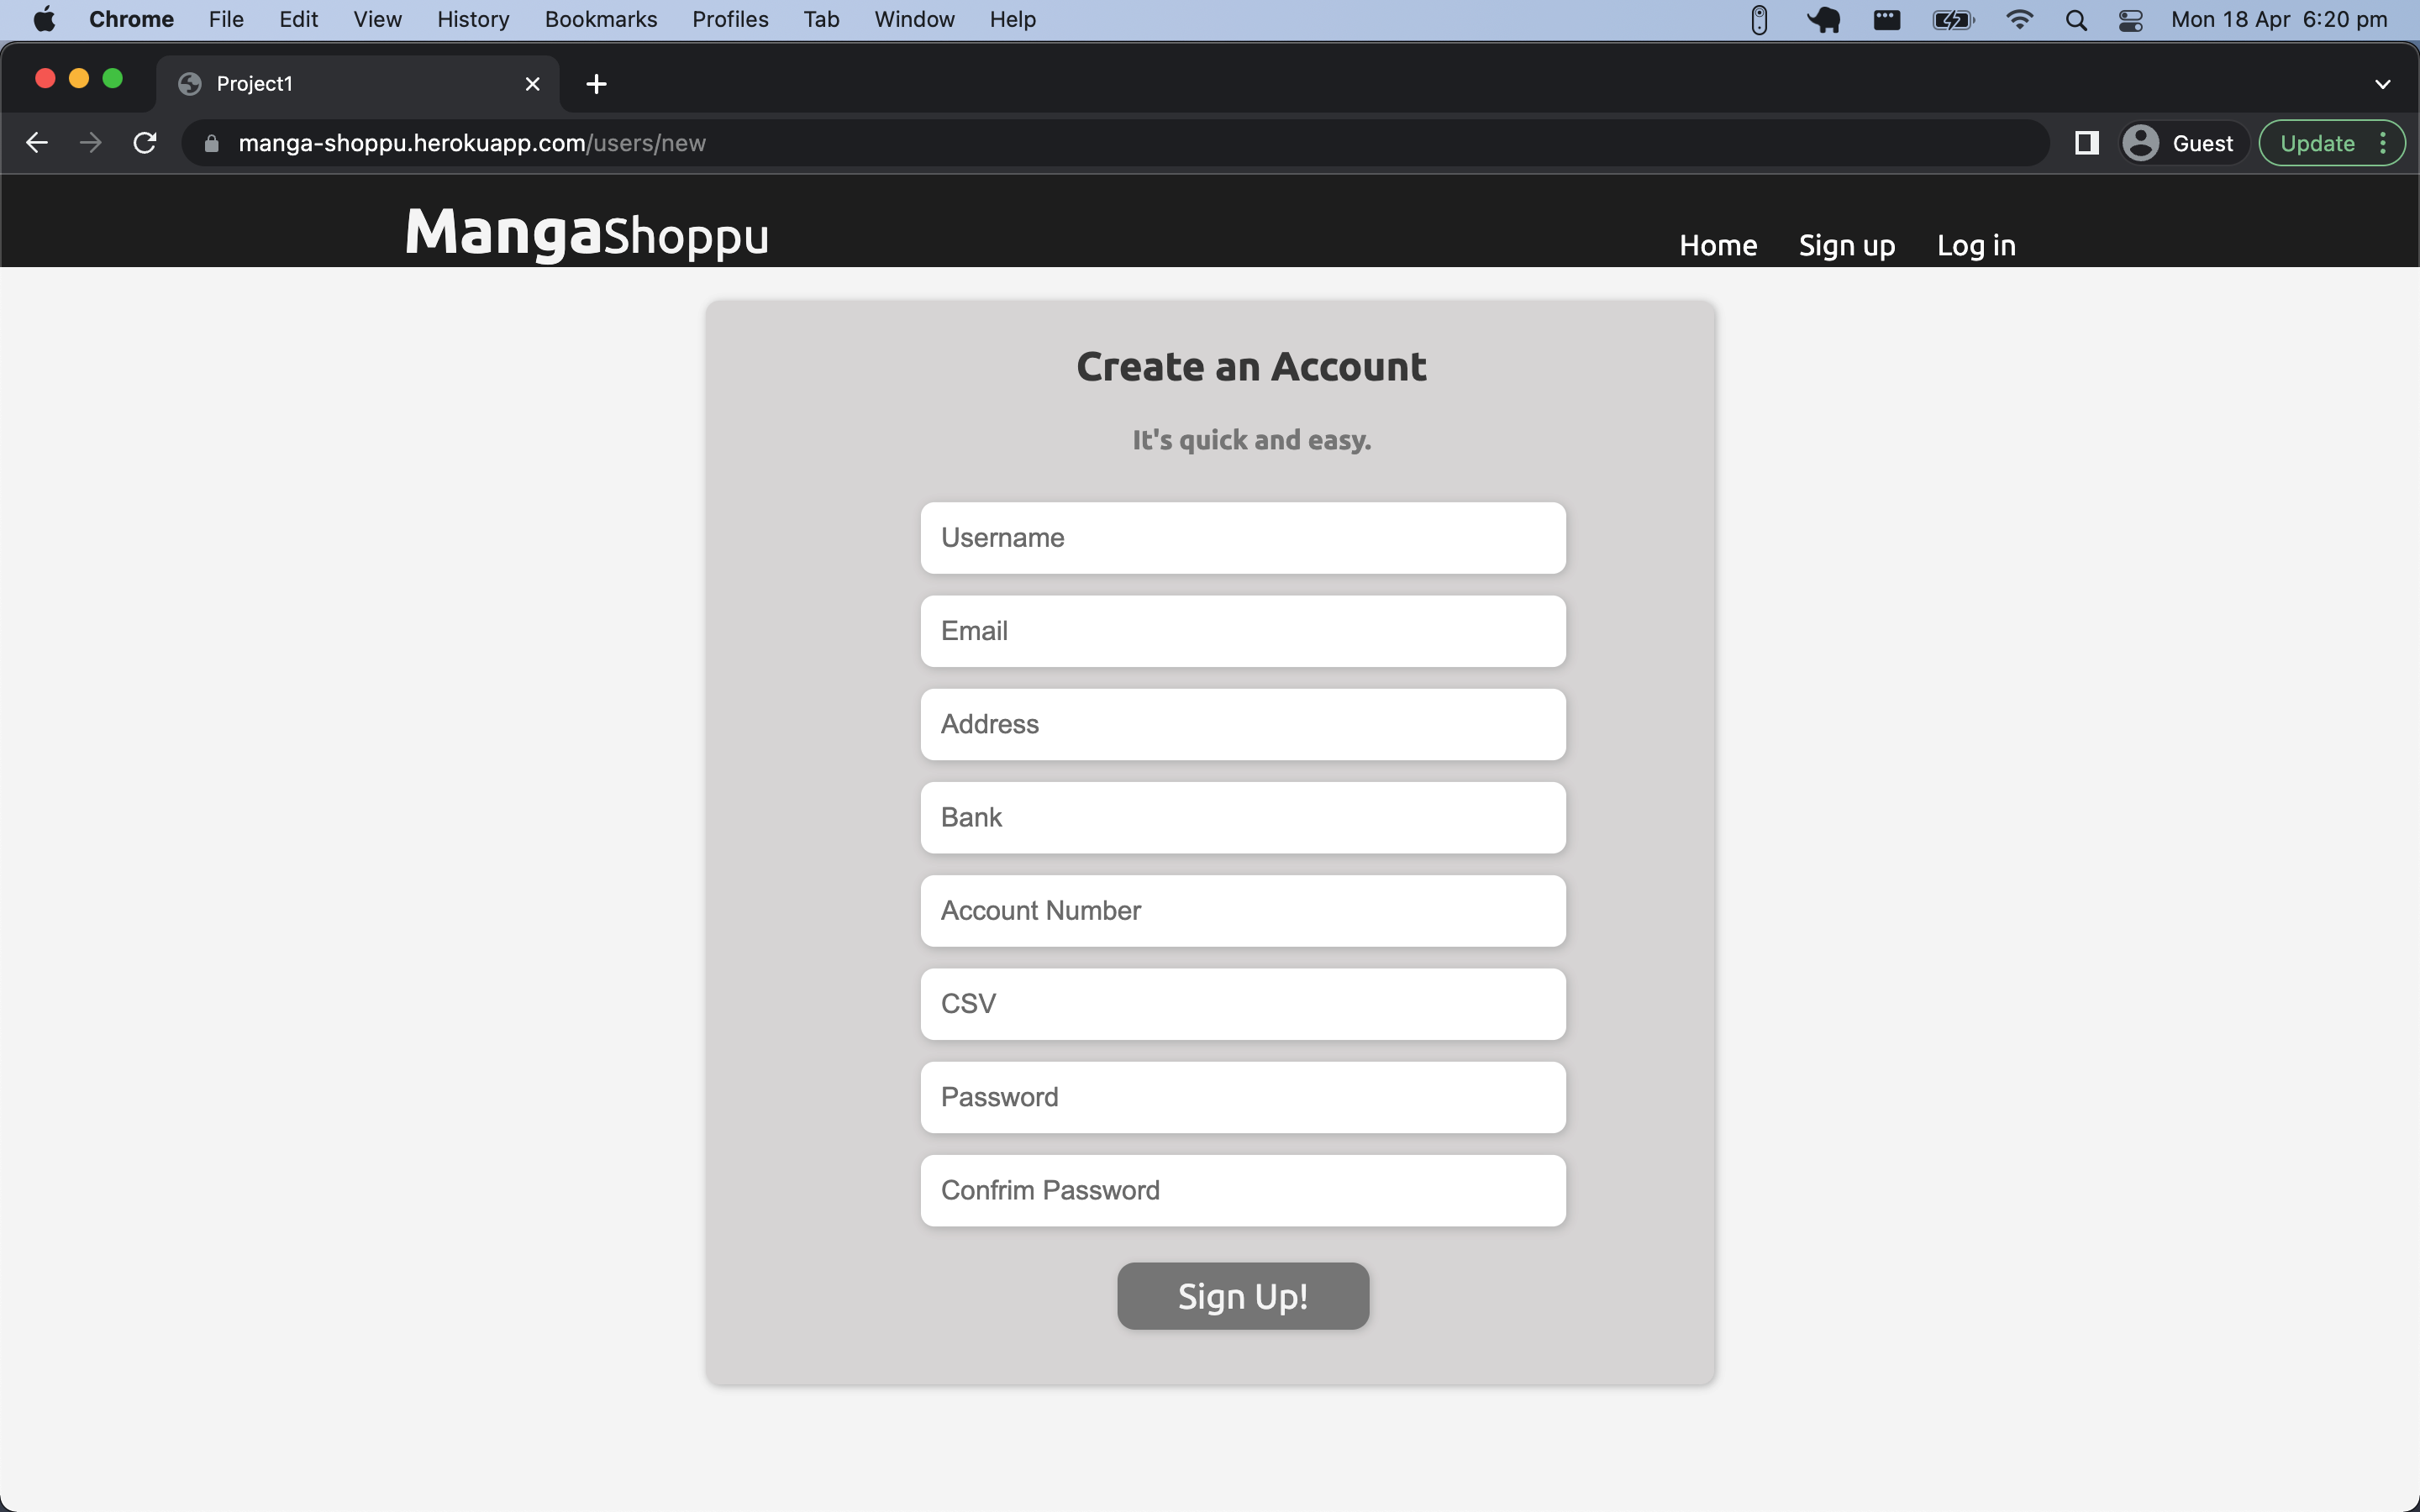 Chrome File Edit View History Bookmarks Profiles Tab Window Help Mon 18 Apr 6:20 pm
Project1
manga-shoppu.herokuapp.com/users/new Guest Update
MangaShoppu Home Sign up Log in
Create an Account
It's quick and easy.
Username
Email
Address
Bank
Account Number
CSV
Password
Confrim Password
Sign Up!